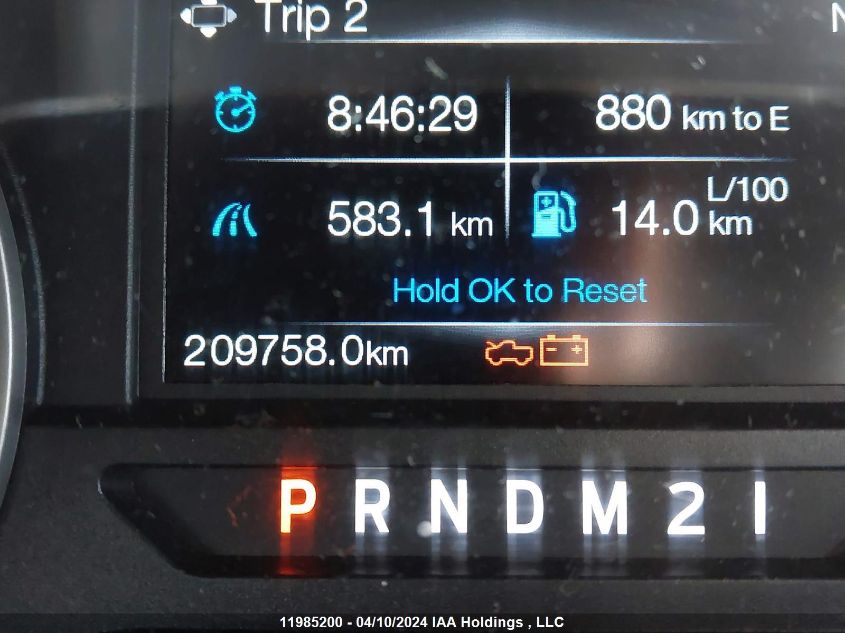 Trip 2
8:46:29 880 km to E
583.1 km 14.0 L/100 km
Hold OK to Reset
209758.0km
P R N D M 2 1
11985200 - 04/10/2024 IAA Holdings , LLC